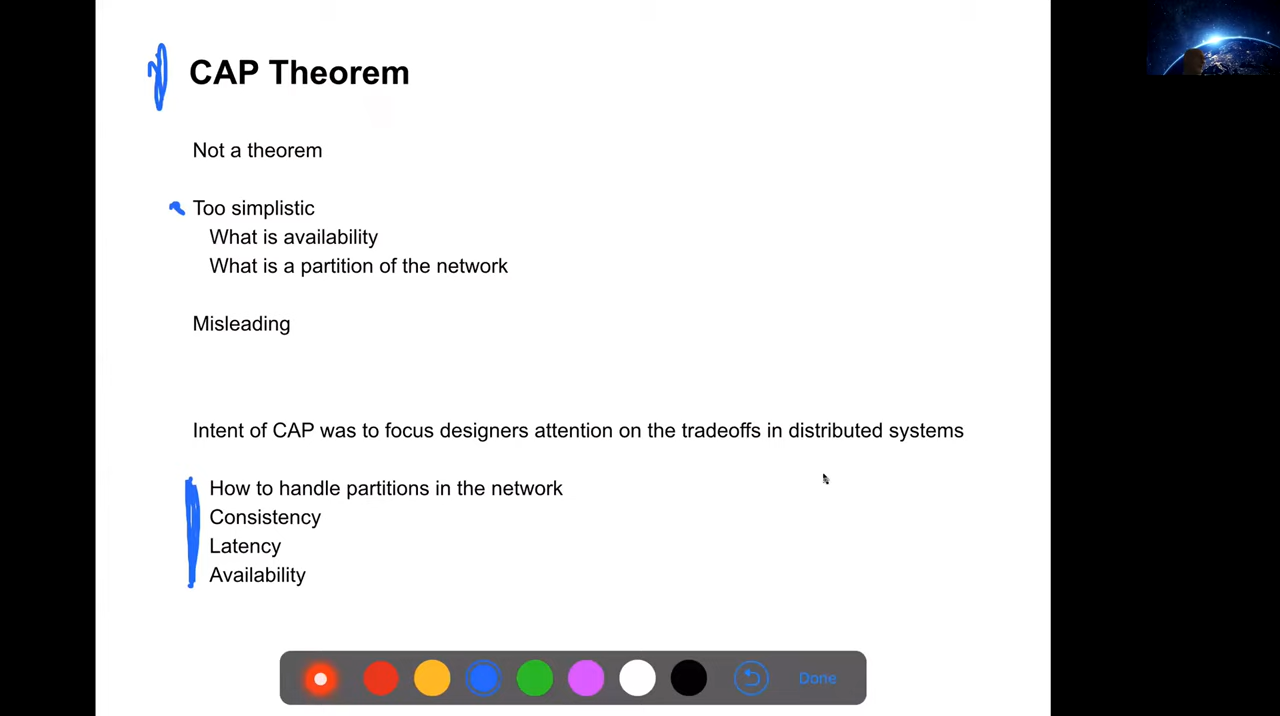 CAP Theorem
Not a theorem
Too simplistic
What is availability
What is a partition of the network
Misleading
Intent of CAP was to focus designers attention on the tradeoffs in distributed systems
How to handle partitions in the network
Consistency
Latency
Availability
Done